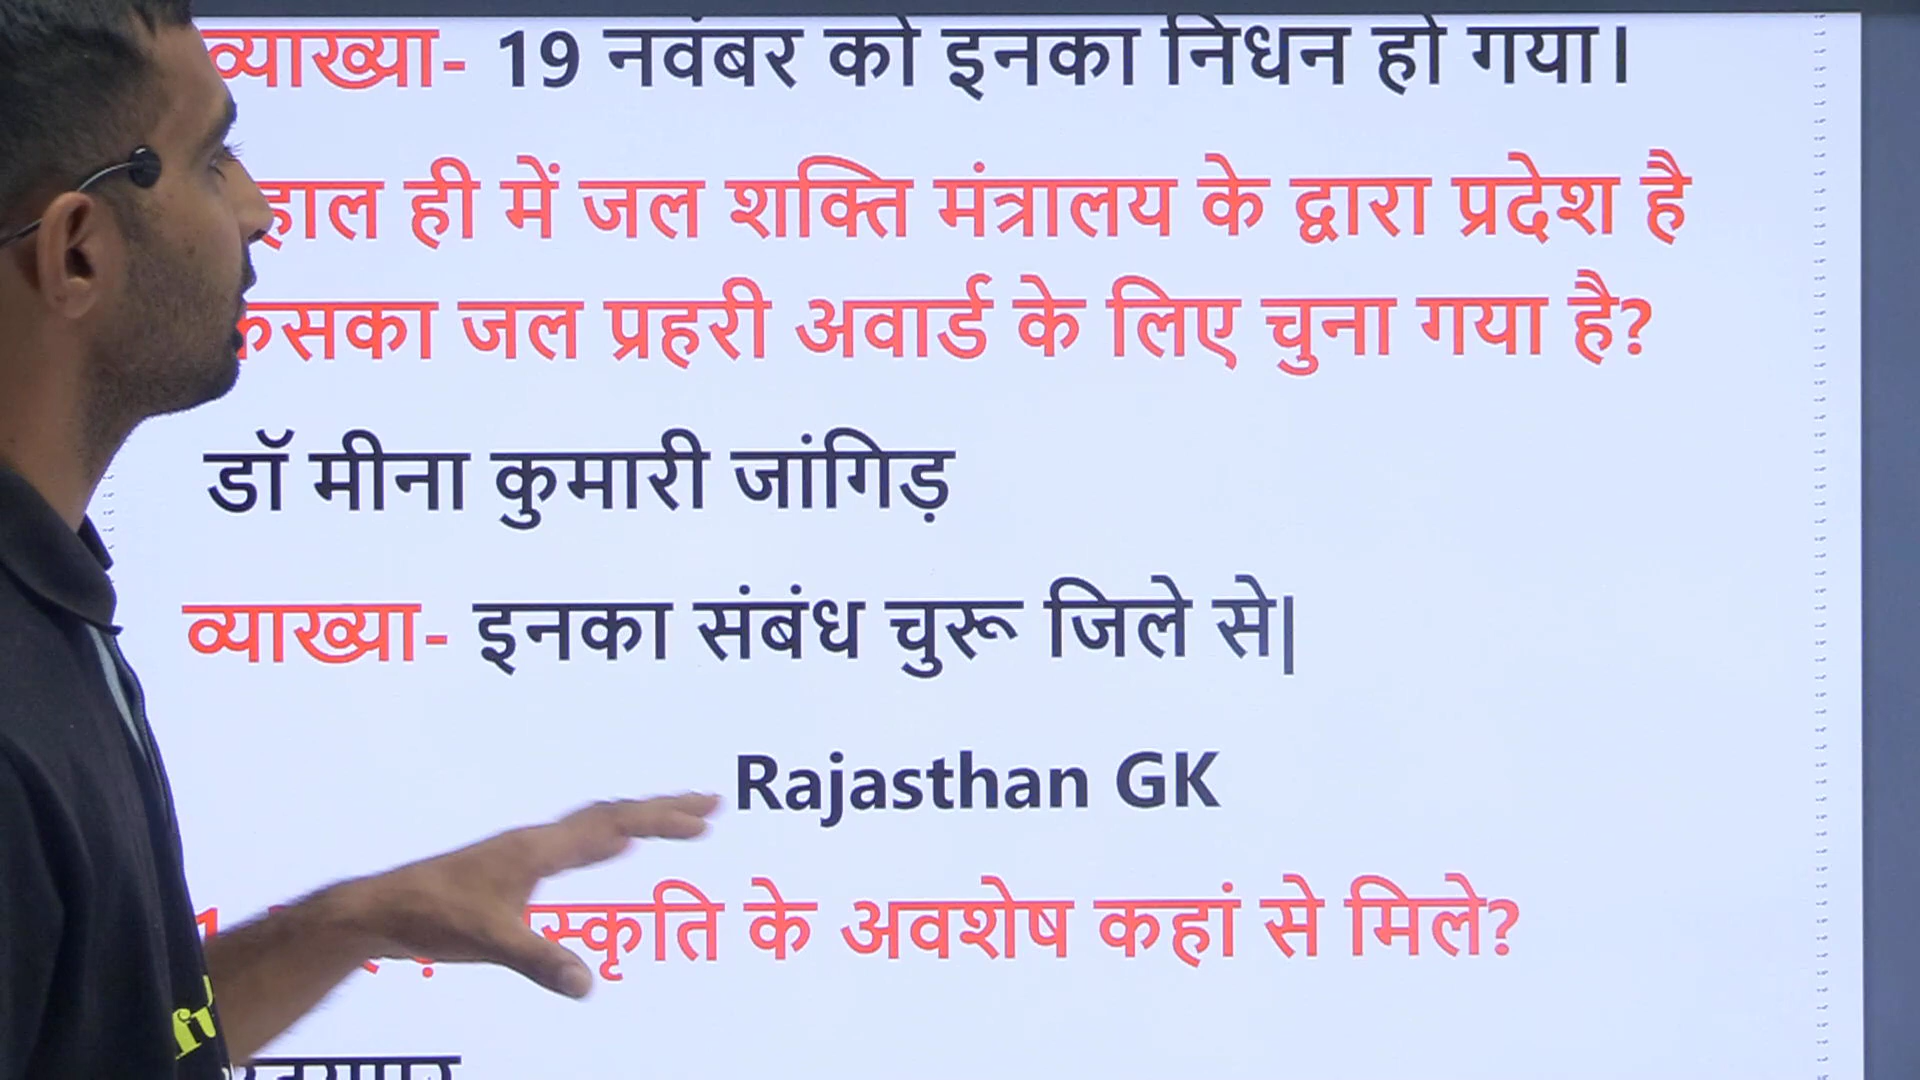 व्याख्या- 19 नवंबर को इनका निधन हो गया।
हाल ही में जल शक्ति मंत्रालय के द्वारा प्रदेश है
जल प्रहरी अवार्ड के लिए चुना गया है?
डॉ मीना कुमारी जांगिड़
व्याख्या- इनका संबंध चुरू जिले से|
Rajasthan GK
के अवशेष कहां से मिले?